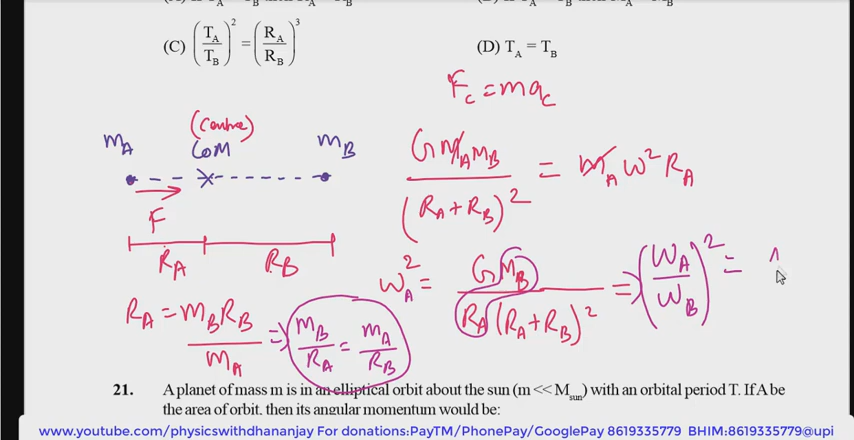 (C) (T_A/T_B)² = (R_A/R_B)³
(D) T_A = T_B
F_c = ma_c
(Centre)
m_A COM m_B
G m_A m_B / (R_A + R_B)² = m_A ω² R_A
F
R_A R_B
ω_A² = G M_B / R_A (R_A + R_B)² ⇒ (ω_A/ω_B)² =
R_A = m_B R_B / m_A ⇒ m_B/R_A = m_A/R_B
21. A planet of mass m is in an elliptical orbit about the sun (m << M_sun) with an orbital period T. If A be
the area of orbit, then its angular momentum would be:
www.youtube.com/physicswithdhananjay For donations:PayTM/PhonePay/GooglePay 8619335779 BHIM:8619335779@upi